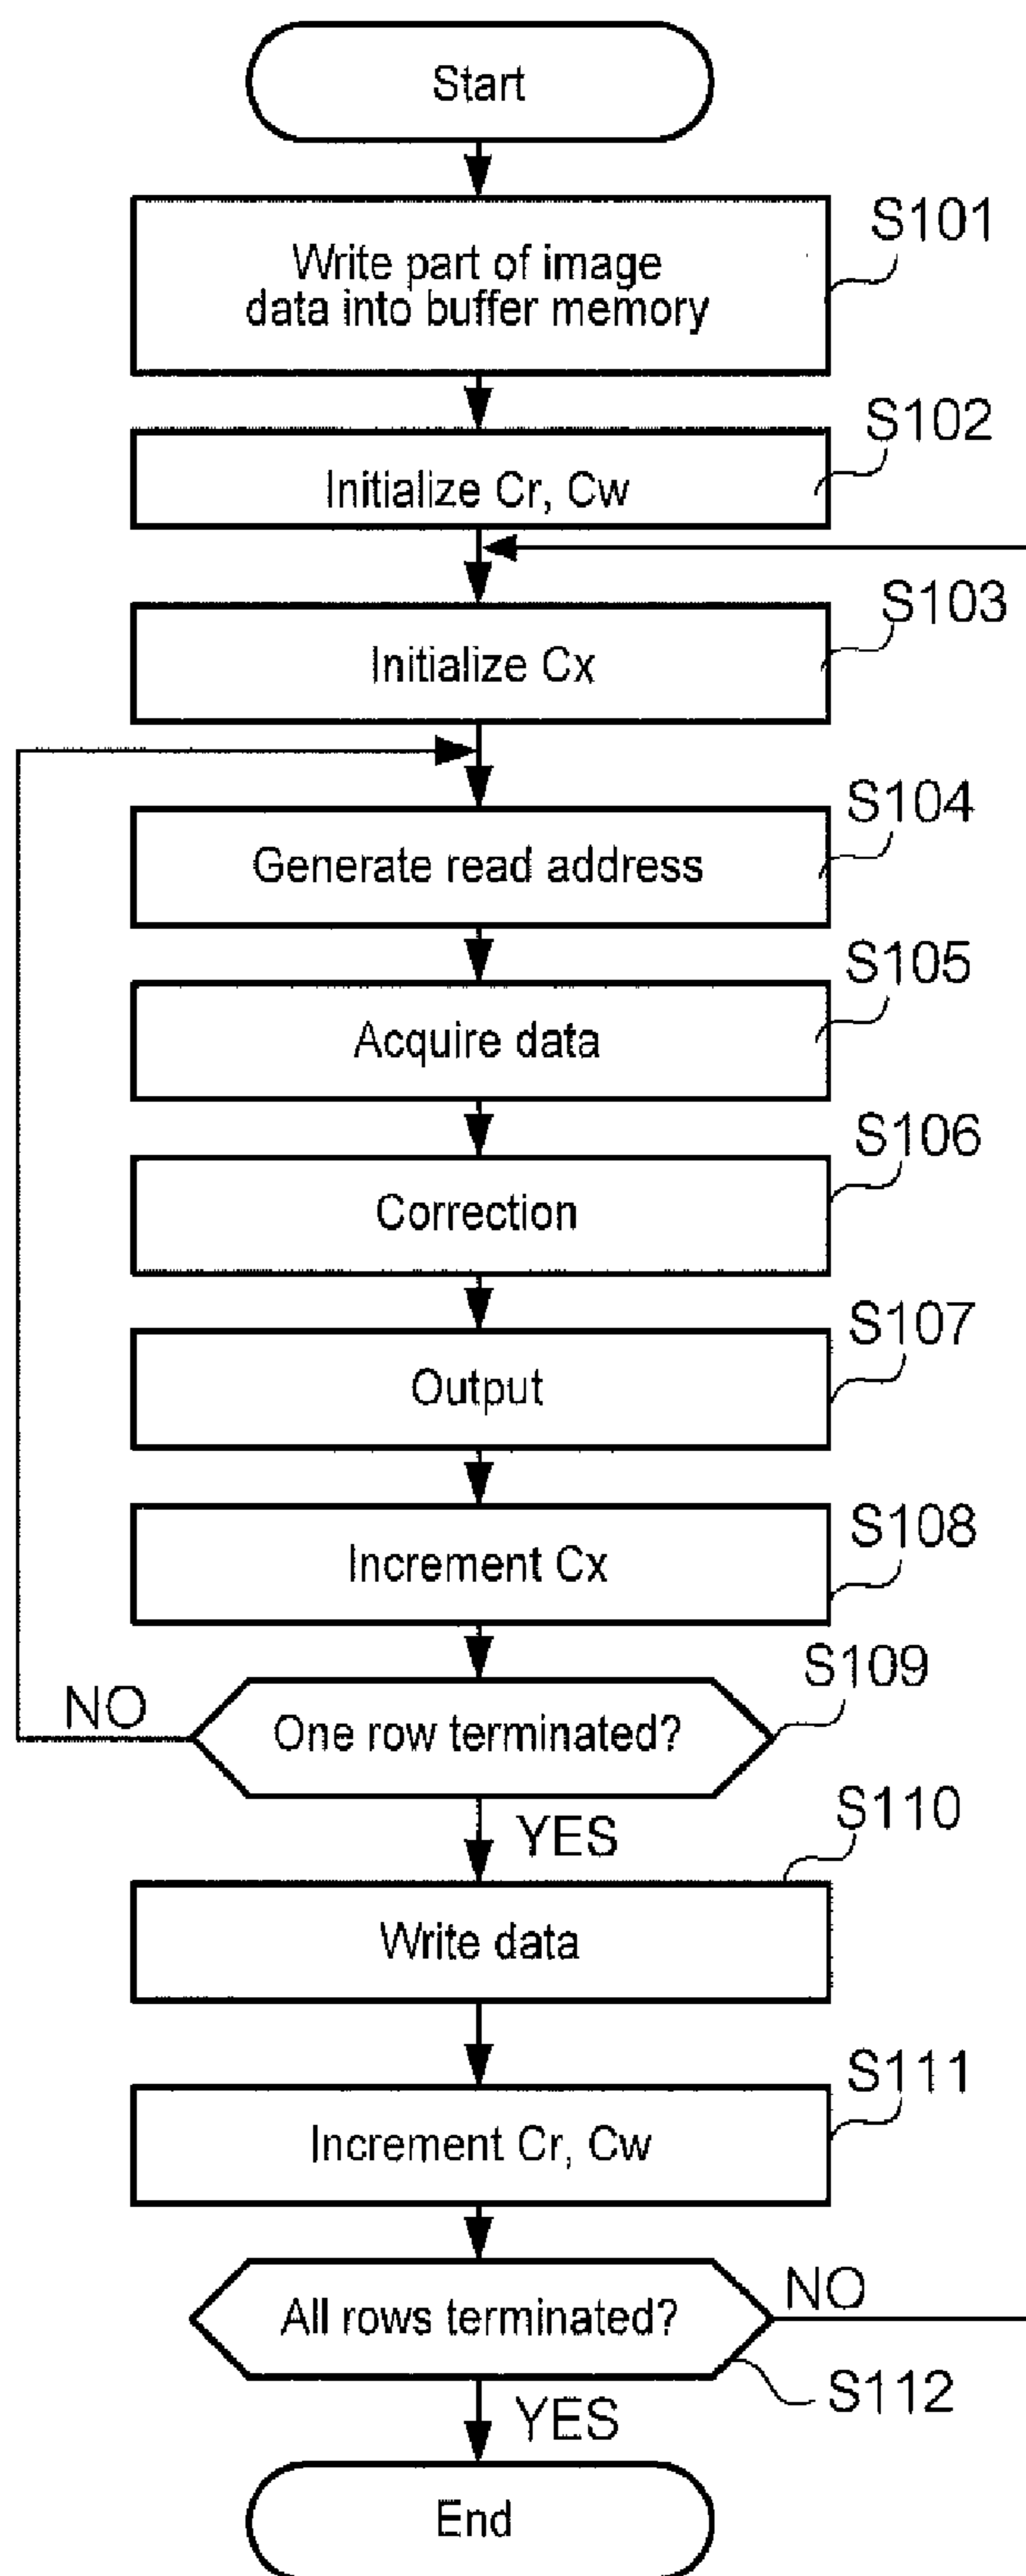 Start
S101
Write part of image
data into buffer memory
S102
Initialize Cr, Cw
S103
Initialize Cx
S104
Generate read address
S105
Acquire data
S106
Correction
S107
Output
S108
Increment Cx
S109
NO
One row terminated?
YES
S110
Write data
S111
Increment Cr, Cw
All rows terminated?
NO
S112
YES
End